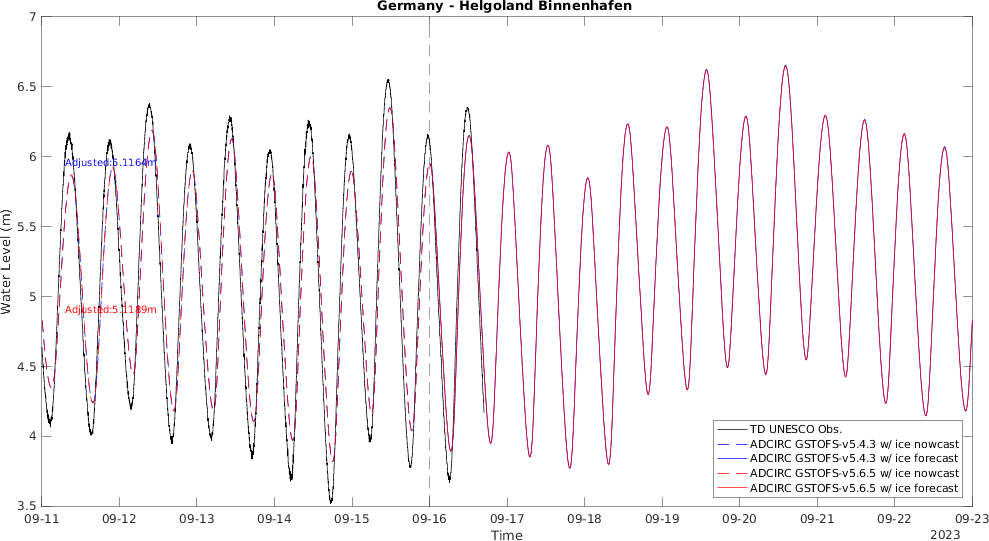 Germany - Helgoland Binnenhafen
7
6.5
6
5.5
5
4.5
4
3.5
Water Level (m)
Adjusted:5.1164m
Adjusted:5.1189m
TD UNESCO Obs.
ADCIRC GSTOFS-v5.4.3 w/ ice nowcast
ADCIRC GSTOFS-v5.4.3 w/ ice forecast
ADCIRC GSTOFS-v5.6.5 w/ ice nowcast
ADCIRC GSTOFS-v5.6.5 w/ ice forecast
09-11 09-12 09-13 09-14 09-15 09-16 09-17 09-18 09-19 09-20 09-21 09-22 09-23
Time
2023